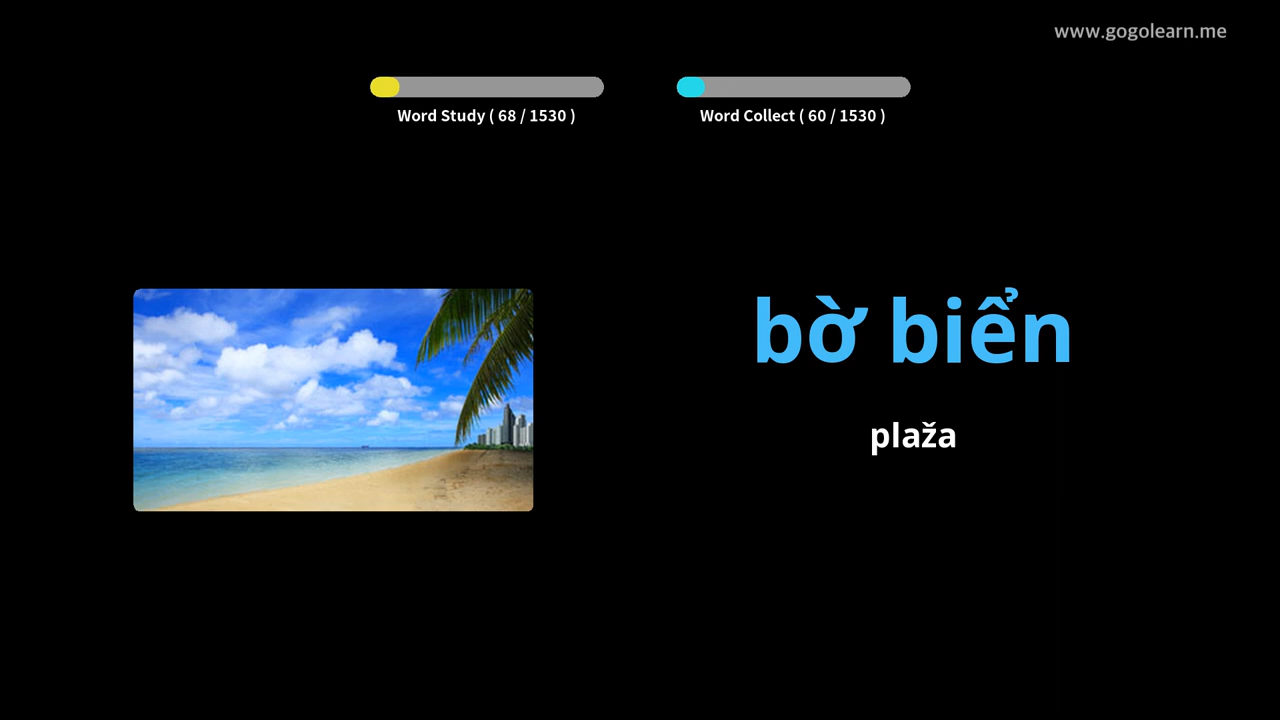 www.gogolearn.me
Word Study ( 68 / 1530 )
Word Collect ( 60 / 1530 )
bờ biển
plaža